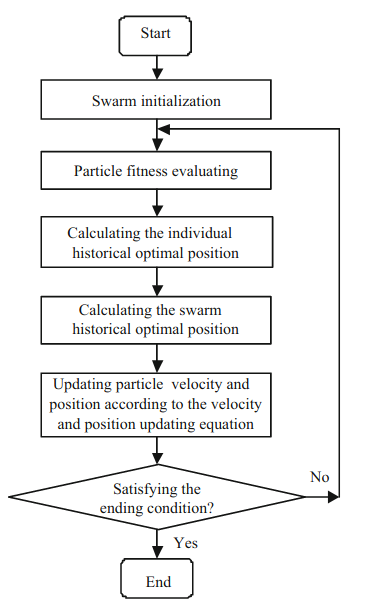 Start
Swarm initialization
Particle fitness evaluating
Calculating the individual
historical optimal position
Calculating the swarm
historical optimal position
Updating particle velocity and
position according to the velocity
and position updating equation
Satisfying the
ending condition?
No
Yes
End